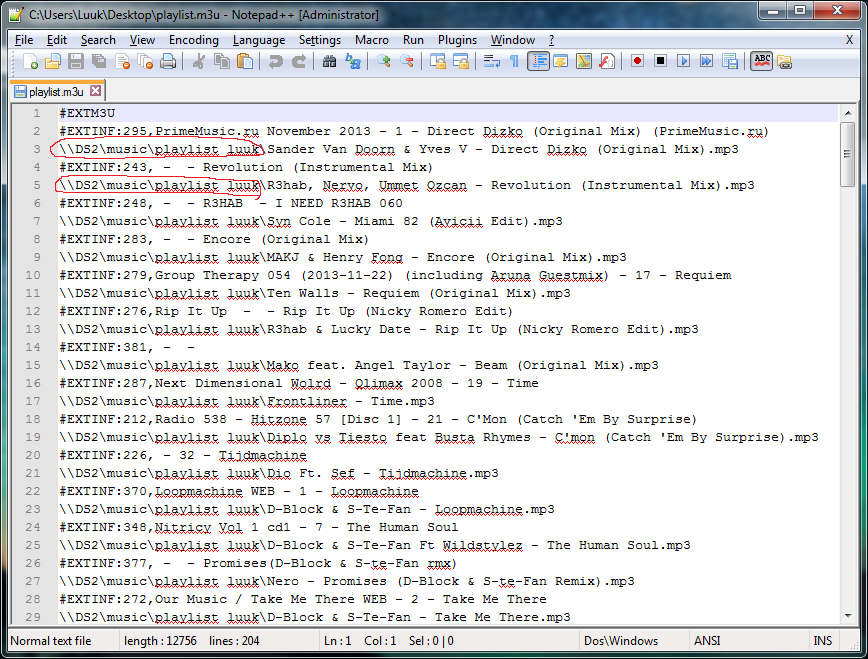 C:\Users\Luuk\Desktop\playlist.m3u - Notepad++ [Administrator]
File Edit Search View Encoding Language Settings Macro Run Plugins Window ? X
ABC
playlist.m3u
1 #EXTM3U
2 #EXTINF:295,PrimeMusic.ru November 2013 - 1 - Direct Dizko (Original Mix) (PrimeMusic.ru)
3 \\DS2\music\playlist luuk\Sander Van Doorn & Yves V - Direct Dizko (Original Mix).mp3
4 #EXTINF:243, - - Revolution (Instrumental Mix)
5 \\DS2\music\playlist luuk\R3hab, Nervo, Ummet Ozcan - Revolution (Instrumental Mix).mp3
6 #EXTINF:248, - - R3HAB - I NEED R3HAB 060
7 \\DS2\music\playlist luuk\Syn Cole - Miami 82 (Avicii Edit).mp3
8 #EXTINF:283, - - Encore (Original Mix)
9 \\DS2\music\playlist luuk\MAKJ & Henry Fong - Encore (Original Mix).mp3
10 #EXTINF:279,Group Therapy 054 (2013-11-22) (including Aruna Guestmix) - 17 - Requiem
11 \\DS2\music\playlist luuk\Ten Walls - Requiem (Original Mix).mp3
12 #EXTINF:276,Rip It Up - - Rip It Up (Nicky Romero Edit)
13 \\DS2\music\playlist luuk\R3hab & Lucky Date - Rip It Up (Nicky Romero Edit).mp3
14 #EXTINF:381, - -
15 \\DS2\music\playlist luuk\Mako feat. Angel Taylor - Beam (Original Mix).mp3
16 #EXTINF:287,Next Dimensional Wolrd - Qlimax 2008 - 19 - Time
17 \\DS2\music\playlist luuk\Frontliner - Time.mp3
18 #EXTINF:212,Radio 538 - Hitzone 57 [Disc 1] - 21 - C'Mon (Catch 'Em By Surprise)
19 \\DS2\music\playlist luuk\Diplo vs Tiesto feat Busta Rhymes - C'mon (Catch 'Em By Surprise).mp3
20 #EXTINF:226, - 32 - Tijdmachine
21 \\DS2\music\playlist luuk\Dio Ft. Sef - Tijdmachine.mp3
22 #EXTINF:370,Loopmachine WEB - 1 - Loopmachine
23 \\DS2\music\playlist luuk\D-Block & S-Te-Fan - Loopmachine.mp3
24 #EXTINF:348,Nitricy Vol 1 cd1 - 7 - The Human Soul
25 \\DS2\music\playlist luuk\D-Block & S-Te-Fan Ft Wildstylez - The Human Soul.mp3
26 #EXTINF:377, - - Promises(D-Block & S-te-Fan rmx)
27 \\DS2\music\playlist luuk\Nero - Promises (D-Block & S-te-Fan Remix).mp3
28 #EXTINF:272,Our Music / Take Me There WEB - 2 - Take Me There
29 \\DS2\music\playlist luuk\D-Block & S-Te-Fan - Take Me There.mp3
Normal text file length : 12756 lines : 204 Ln : 1 Col : 1 Sel : 0 | 0 Dos\Windows ANSI INS